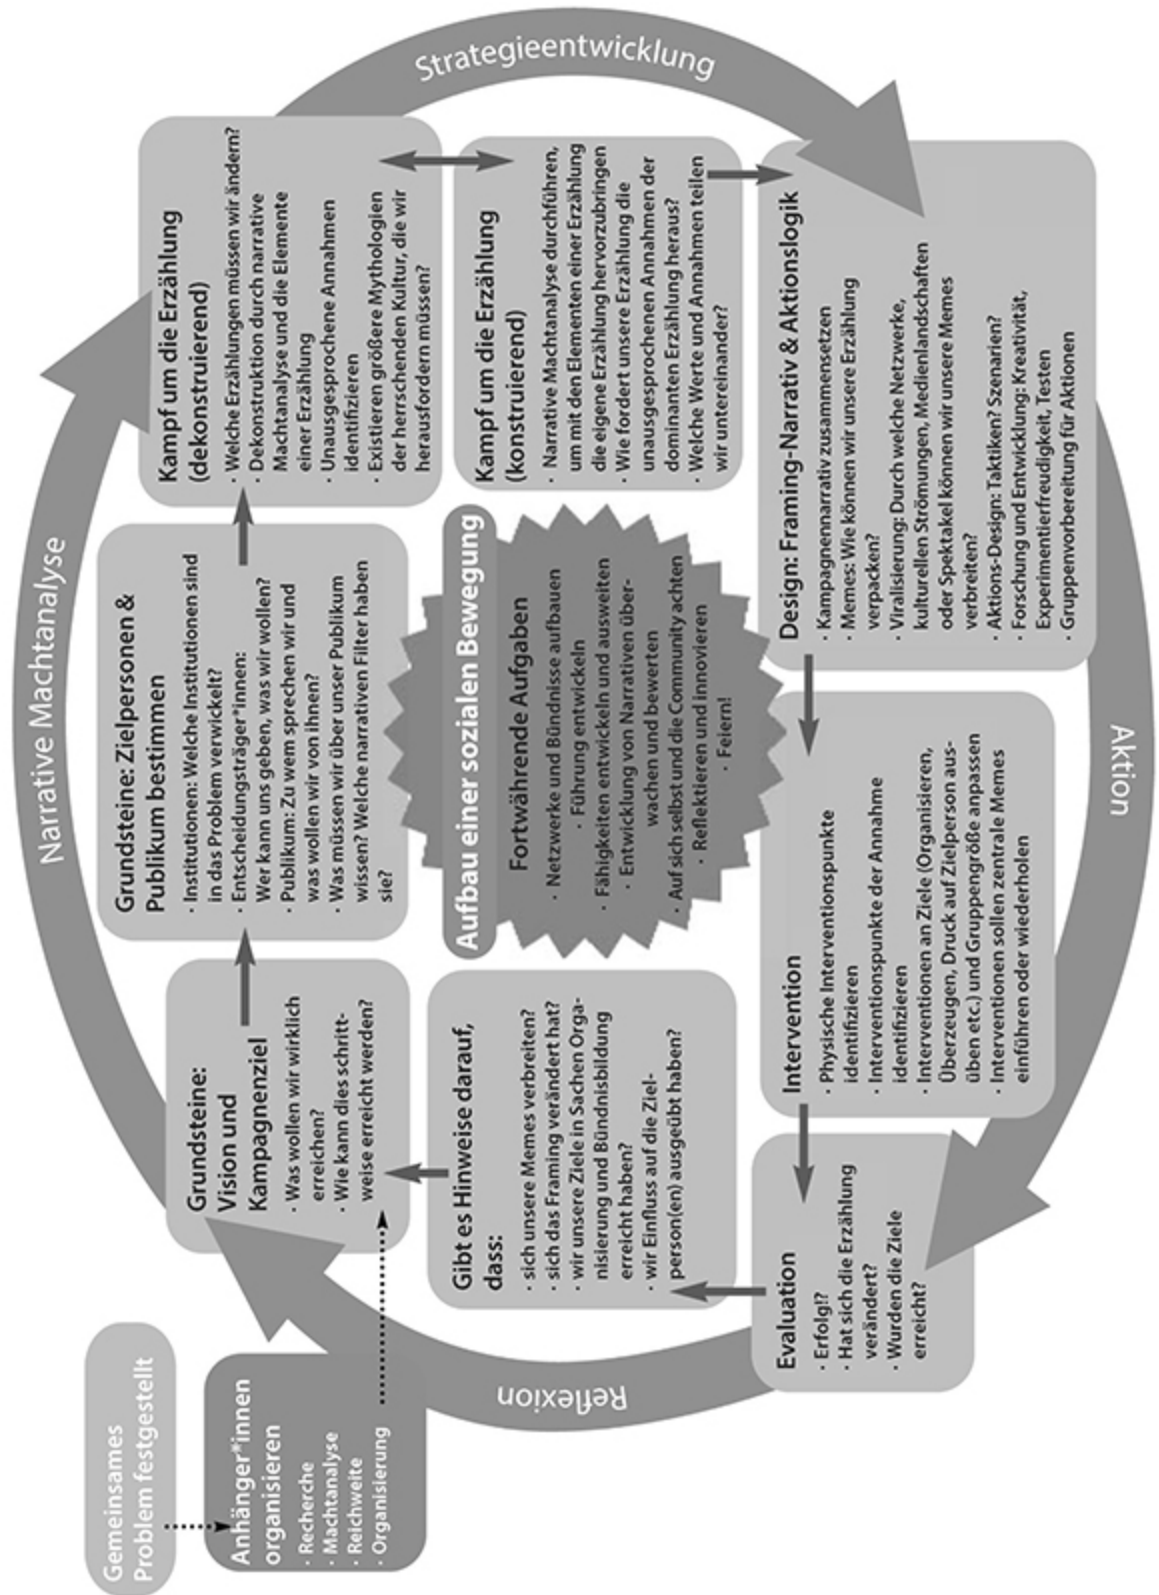 Gemeinsames
Problem festgestellt
Anhänger*innen
organisieren
· Recherche
· Machtanalyse
· Reichweite
· Organisierung
Narrative Machtanalyse
Grundsteine:
Vision und
Kampagnenziel
· Was wollen wir wirklich
erreichen?
· Wie kann dies schritt-
weise erreicht werden?
Grundsteine: Zielpersonen &
Publikum bestimmen
· Institutionen: Welche Institutionen sind
in das Problem verwickelt?
· Entscheidungsträger*innen:
Wer kann uns geben, was wir wollen?
· Publikum: Zu wem sprechen wir und
was wollen wir von ihnen?
· Was müssen wir über unser Publikum
wissen? Welche narrativen Filter haben
sie?
Kampf um die Erzählung
(dekonstruierend)
· Welche Erzählungen müssen wir ändern?
· Dekonstruktion durch narrative
Machtanalyse und die Elemente
einer Erzählung
· Unausgesprochene Annahmen
identifizieren
· Existieren größere Mythologien
der herrschenden Kultur, die wir
herausfordern müssen?
Strategieentwicklung
Kampf um die Erzählung
(konstruierend)
· Narrative Machtanalyse durchführen,
um mit den Elementen einer Erzählung
die eigene Erzählung hervorzubringen
· Wie fordert unsere Erzählung die
unausgesprochenen Annahmen der
dominanten Erzählung heraus?
· Welche Werte und Annahmen teilen
wir untereinander?
Design: Framing-Narrativ & Aktionslogik
· Kampagnennarrativ zusammensetzen
· Memes: Wie können wir unsere Erzählung
verpacken?
· Viralisierung: Durch welche Netzwerke,
kulturellen Strömungen, Medienlandschaften
oder Spektakel können wir unsere Memes
verbreiten?
· Aktions-Design: Taktiken? Szenarien?
· Forschung und Entwicklung: Kreativität,
Experimentierfreudigkeit, Testen
· Gruppenvorbereitung für Aktionen
Aktion
Intervention
· Physische Interventionspunkte
identifizieren
· Interventionspunkte der Annahme
identifizieren
· Interventionen an Ziele (Organisieren,
Überzeugen, Druck auf Zielperson aus-
üben etc.) und Gruppengröße anpassen
· Interventionen sollen zentrale Memes
einführen oder wiederholen
Evaluation
· Erfolg!?
· Hat sich die Erzählung
verändert?
· Wurden die Ziele
erreicht?
Reflexion
Gibt es Hinweise darauf,
dass:
· sich unsere Memes verbreiten?
· sich das Framing verändert hat?
· wir unsere Ziele in Sachen Orga-
nisierung und Bündnisbildung
erreicht haben?
· wir Einfluss auf die Ziel-
person(en) ausgeübt haben?
Aufbau einer sozialen Bewegung
Fortwährende Aufgaben
· Netzwerke und Bündnisse aufbauen
· Führung entwickeln
· Fähigkeiten entwickeln und ausweiten
· Entwicklung von Narrativen über-
wachen und bewerten
· Auf sich selbst und die Community achten
· Reflektieren und innovieren
· Feiern!